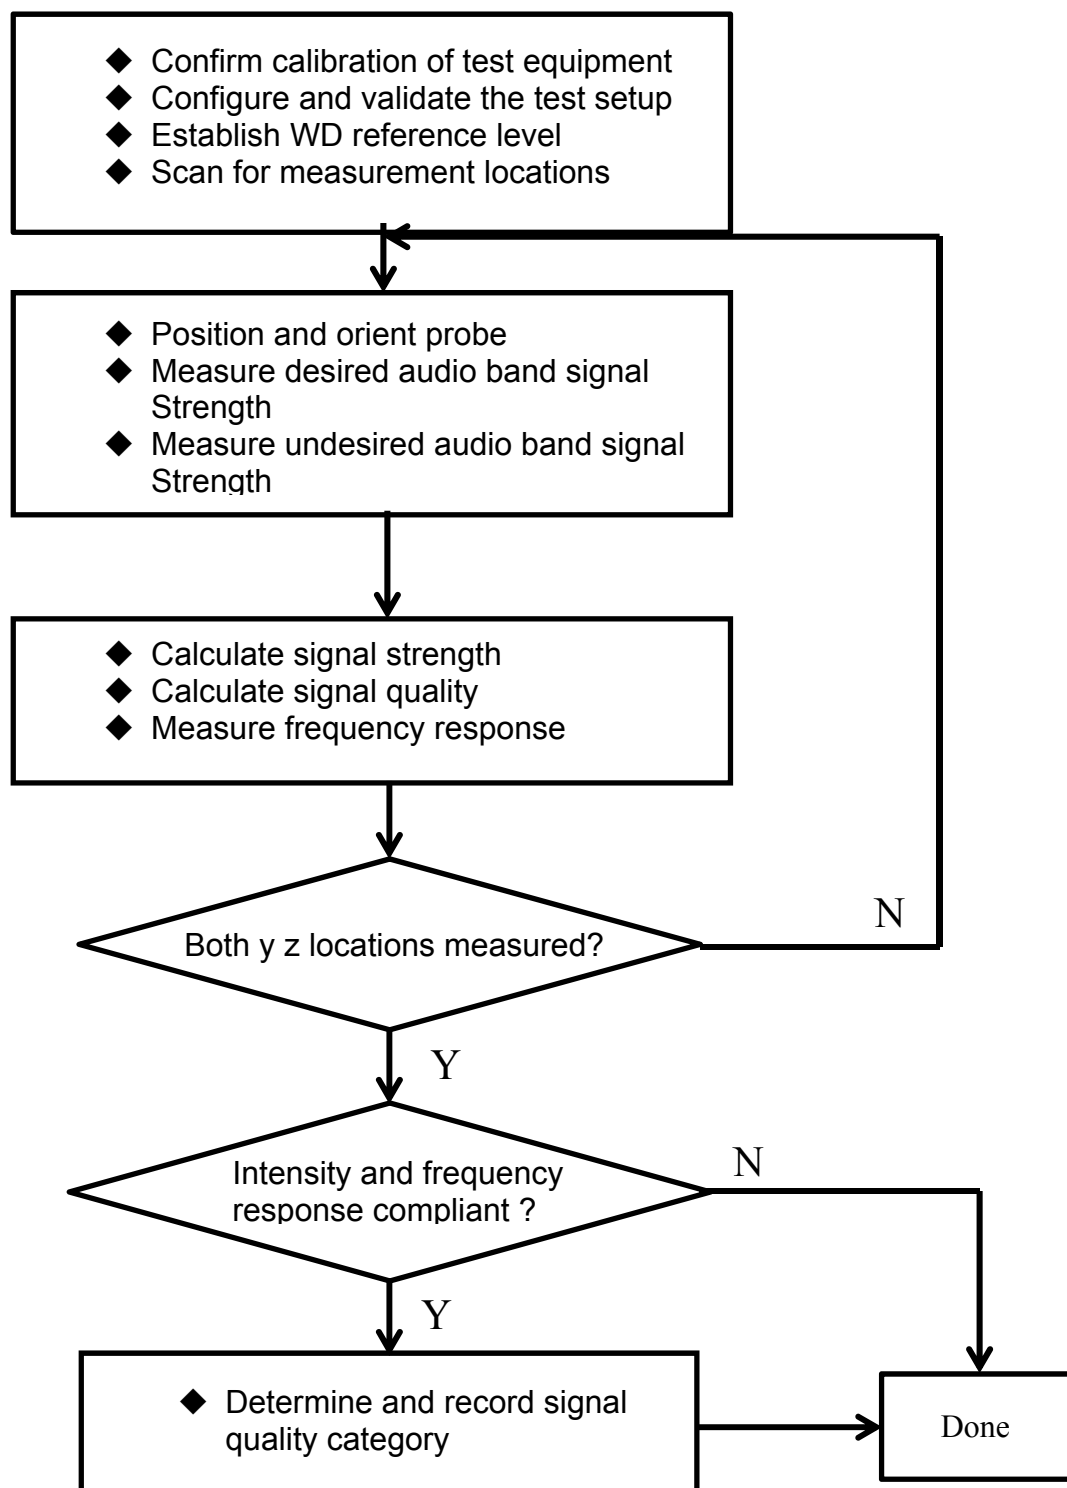 ◆ Confirm calibration of test equipment
◆ Configure and validate the test setup
◆ Establish WD reference level
◆ Scan for measurement locations
◆ Position and orient probe
◆ Measure desired audio band signal
Strength
◆ Measure undesired audio band signal
Strength
◆ Calculate signal strength
◆ Calculate signal quality
◆ Measure frequency response
Both y z locations measured?
N
Y
Intensity and frequency
response compliant ?
N
Y
◆ Determine and record signal
quality category
Done